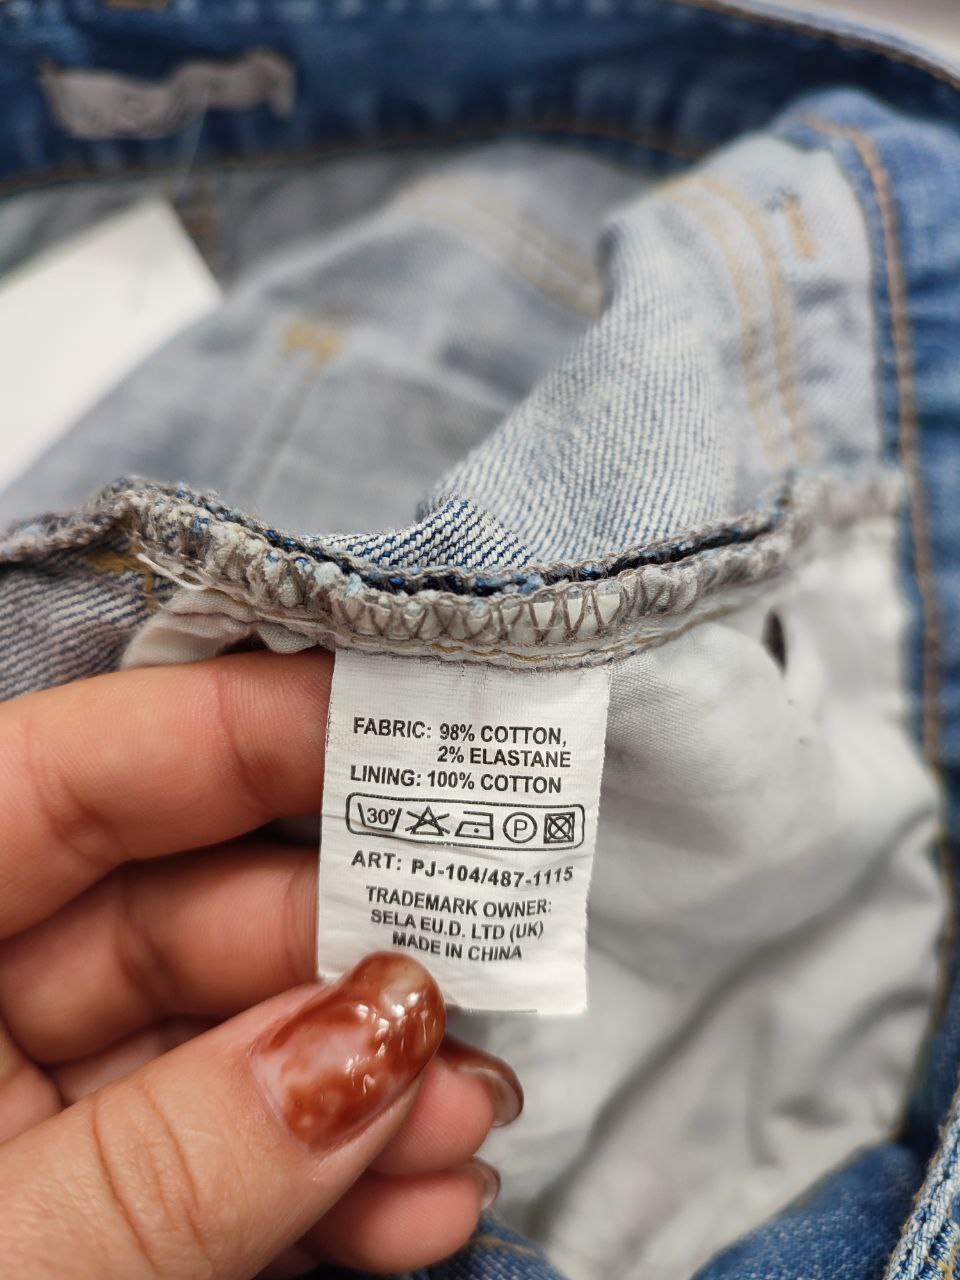 FABRIC: 98% COTTON,
2% ELASTANE
LINING: 100% COTTON
30° P
ART: PJ-104/487-1115
TRADEMARK OWNER:
SELA EU.D. LTD (UK)
MADE IN CHINA